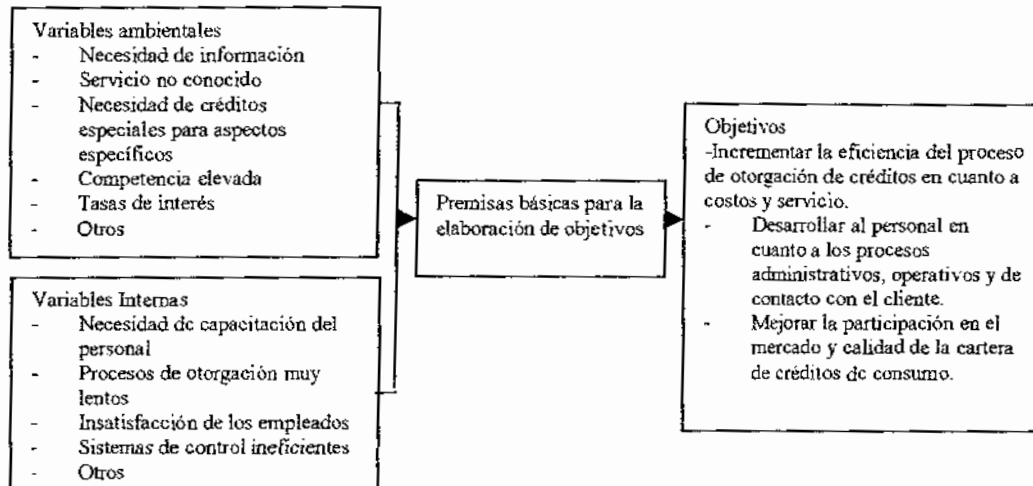 Variables ambientales
- Necesidad de información
- Servicio no conocido
- Necesidad de créditos
especiales para aspectos
específicos
- Competencia elevada
- Tasas de interés
- Otros
Variables Internas
- Necesidad de capacitación del
personal
- Procesos de otorgación muy
lentos
- Insatisfacción de los empleados
- Sistemas de control ineficientes
- Otros
Premisas básicas para la
elaboración de objetivos
Objetivos
-Incrementar la eficiencia del proceso
de otorgación de créditos en cuanto a
costos y servicio.
- Desarrollar al personal en
cuanto a los procesos
administrativos, operativos y de
contacto con el cliente.
- Mejorar la participación en el
mercado y calidad de la cartera
de créditos de consumo.